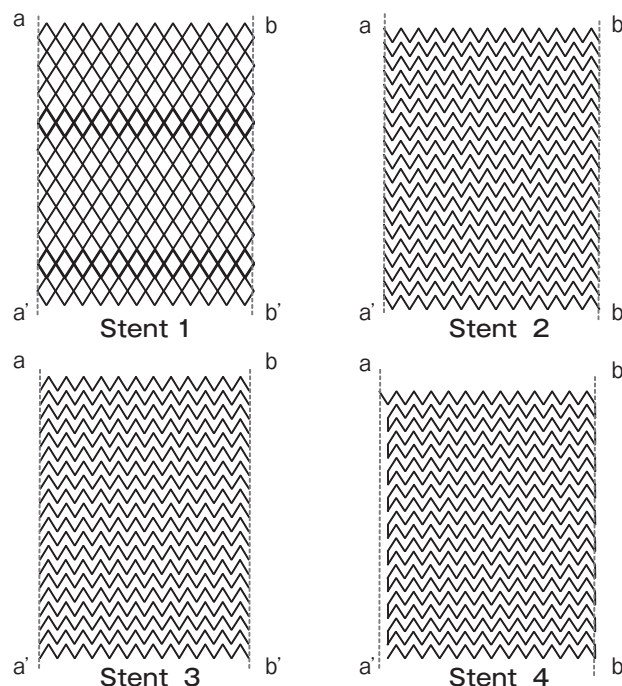 a b
a' b'
Stent 1
a b
a' b
Stent 2
a b
a' b'
Stent 3
a b
a' b
Stent 4